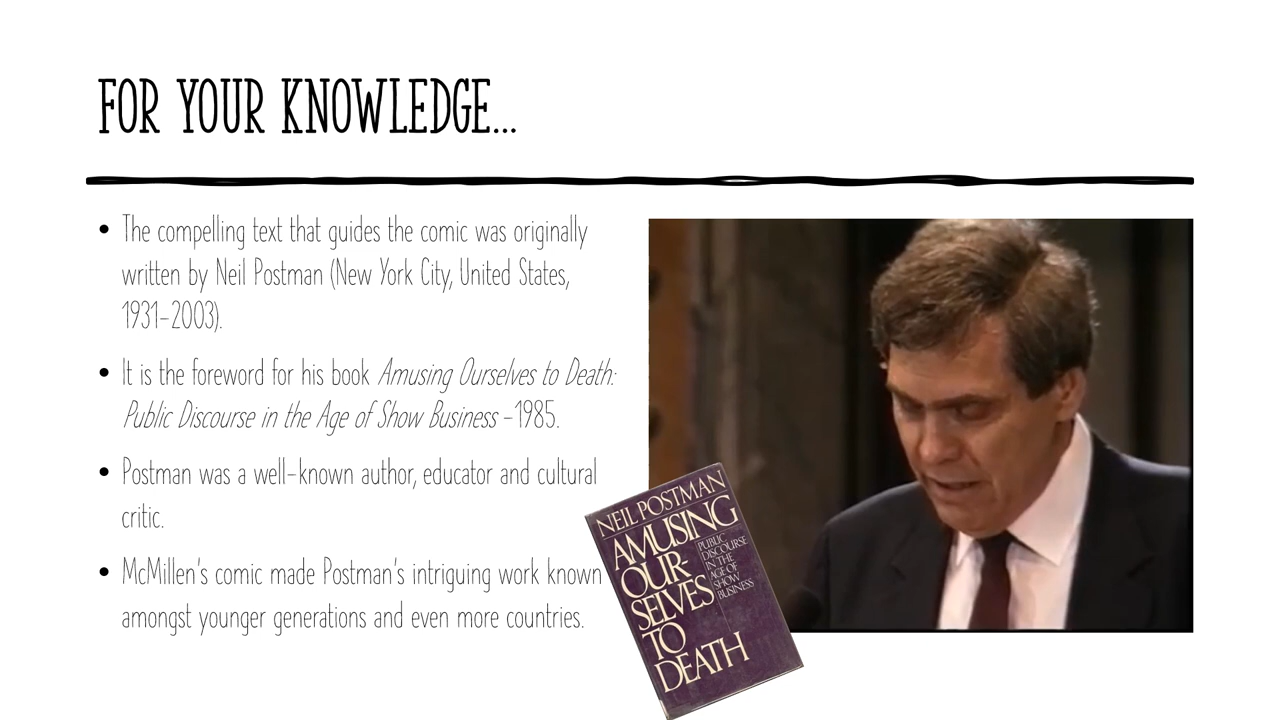 FOR YOUR KNOWLEDGE...
• The compelling text that guides the comic was originally
written by Neil Postman (New York City, United States,
1931-2003).
• It is the foreword for his book Amusing Ourselves to Death:
Public Discourse in the Age of Show Business -1985.
• Postman was a well-known author, educator and cultural
critic.
• McMillen's comic made Postman's intriguing work known
amongst younger generations and even more countries.
NEIL POSTMAN
AMUSING
OUR-
SELVES
TO
DEATH
PUBLIC
DISCOURSE
IN THE
AGE OF
SHOW
BUSINESS